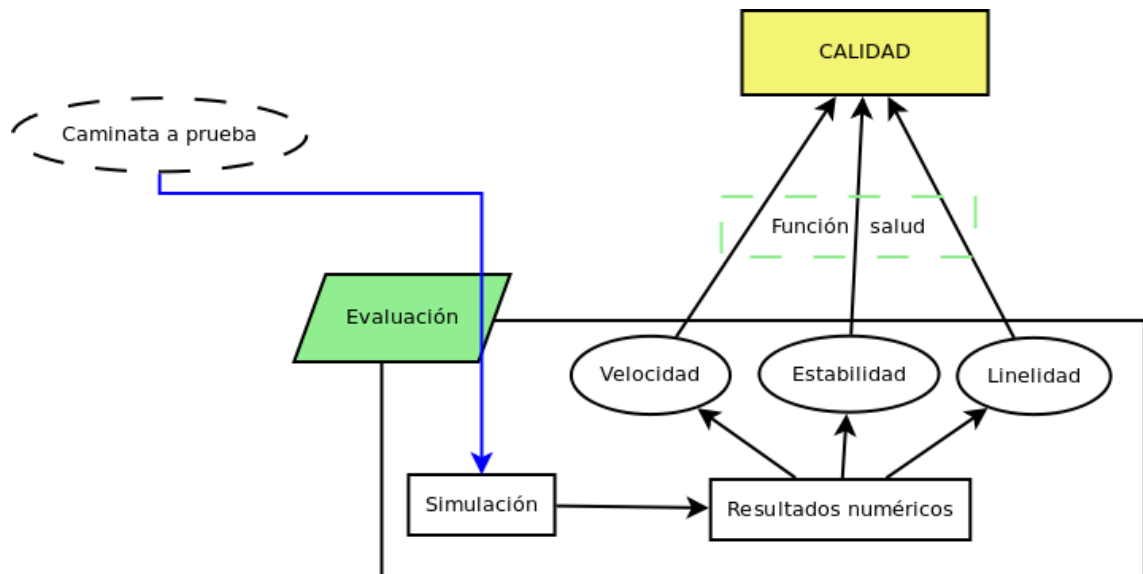 CALIDAD
Caminata a prueba
Función salud
Evaluación
Velocidad
Estabilidad
Linelidad
Simulación
Resultados numéricos